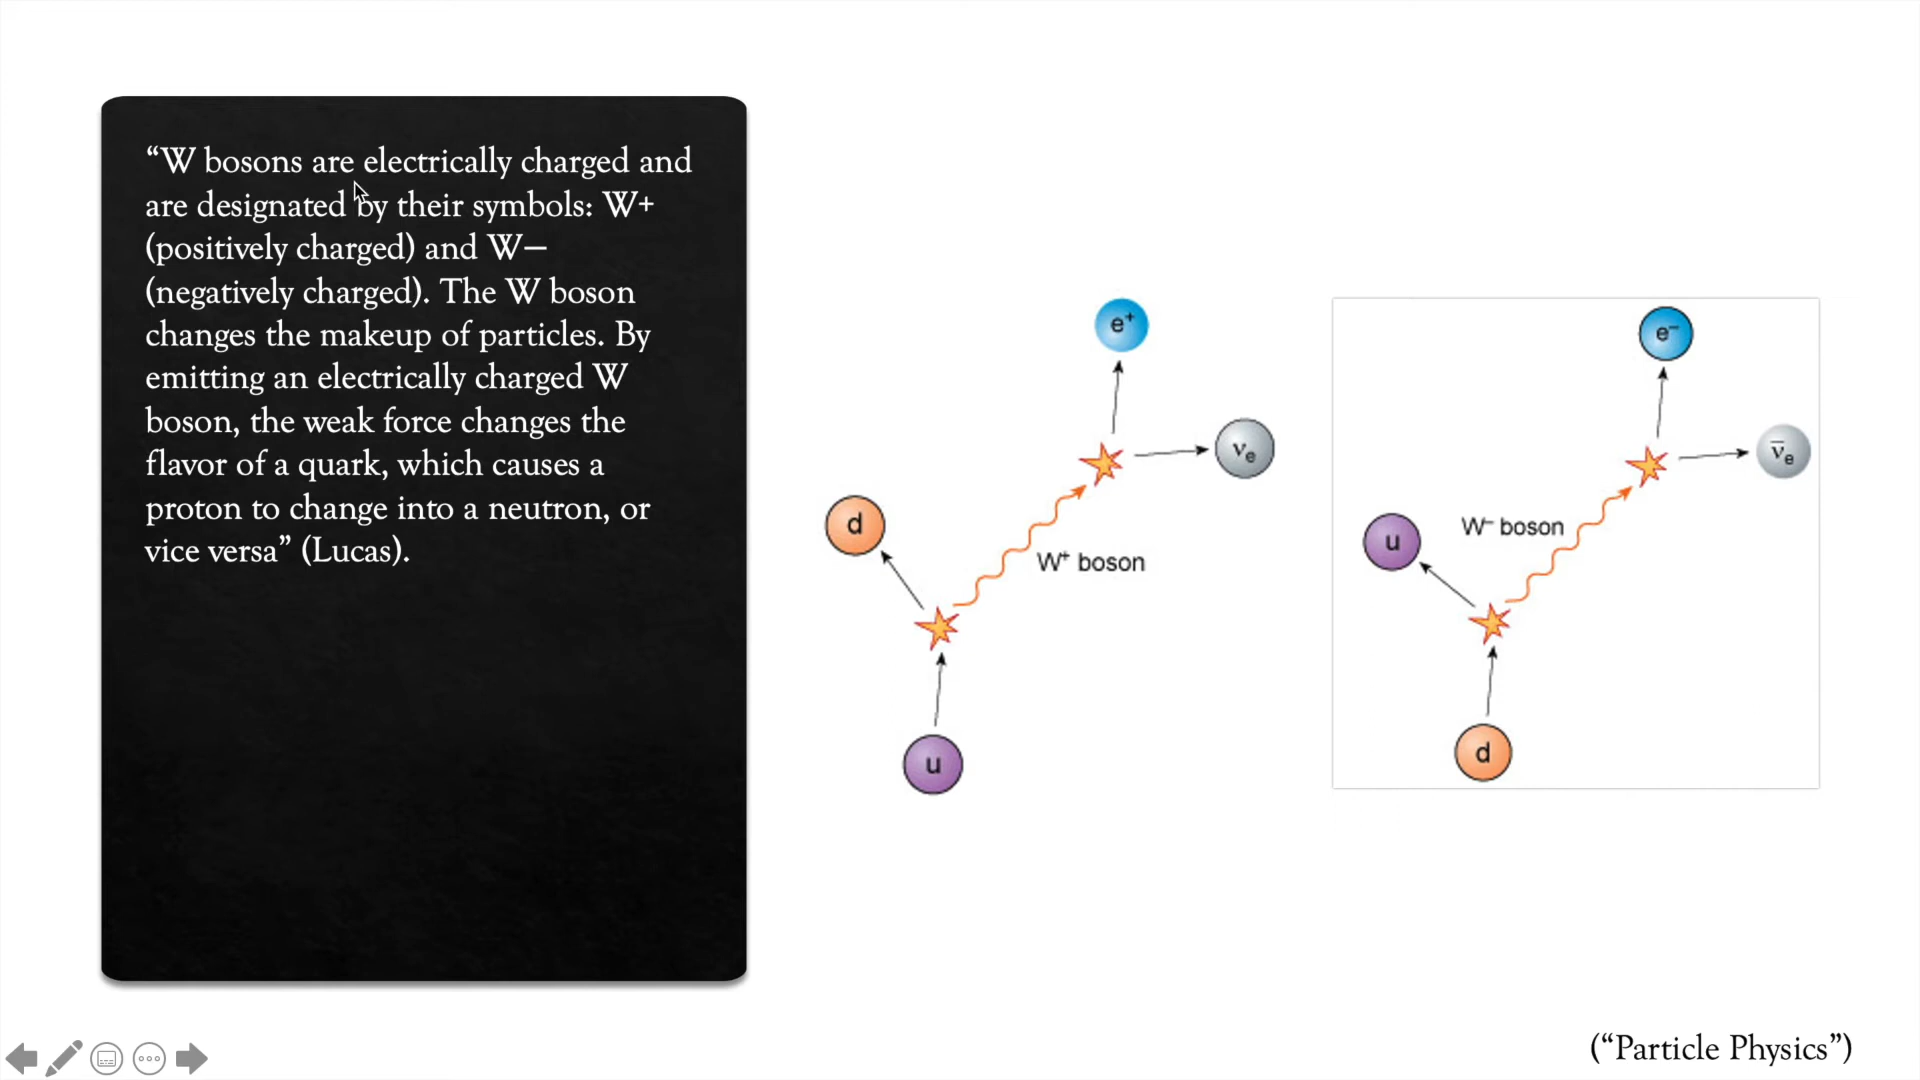 “W bosons are electrically charged and
are designated by their symbols: W+
(positively charged) and W–
(negatively charged). The W boson
changes the makeup of particles. By
emitting an electrically charged W
boson, the weak force changes the
flavor of a quark, which causes a
proton to change into a neutron, or
vice versa” (Lucas).
e⁺
νₑ
d
W⁺ boson
u
e⁻
ν̅ₑ
u
W⁻ boson
d
(“Particle Physics”)